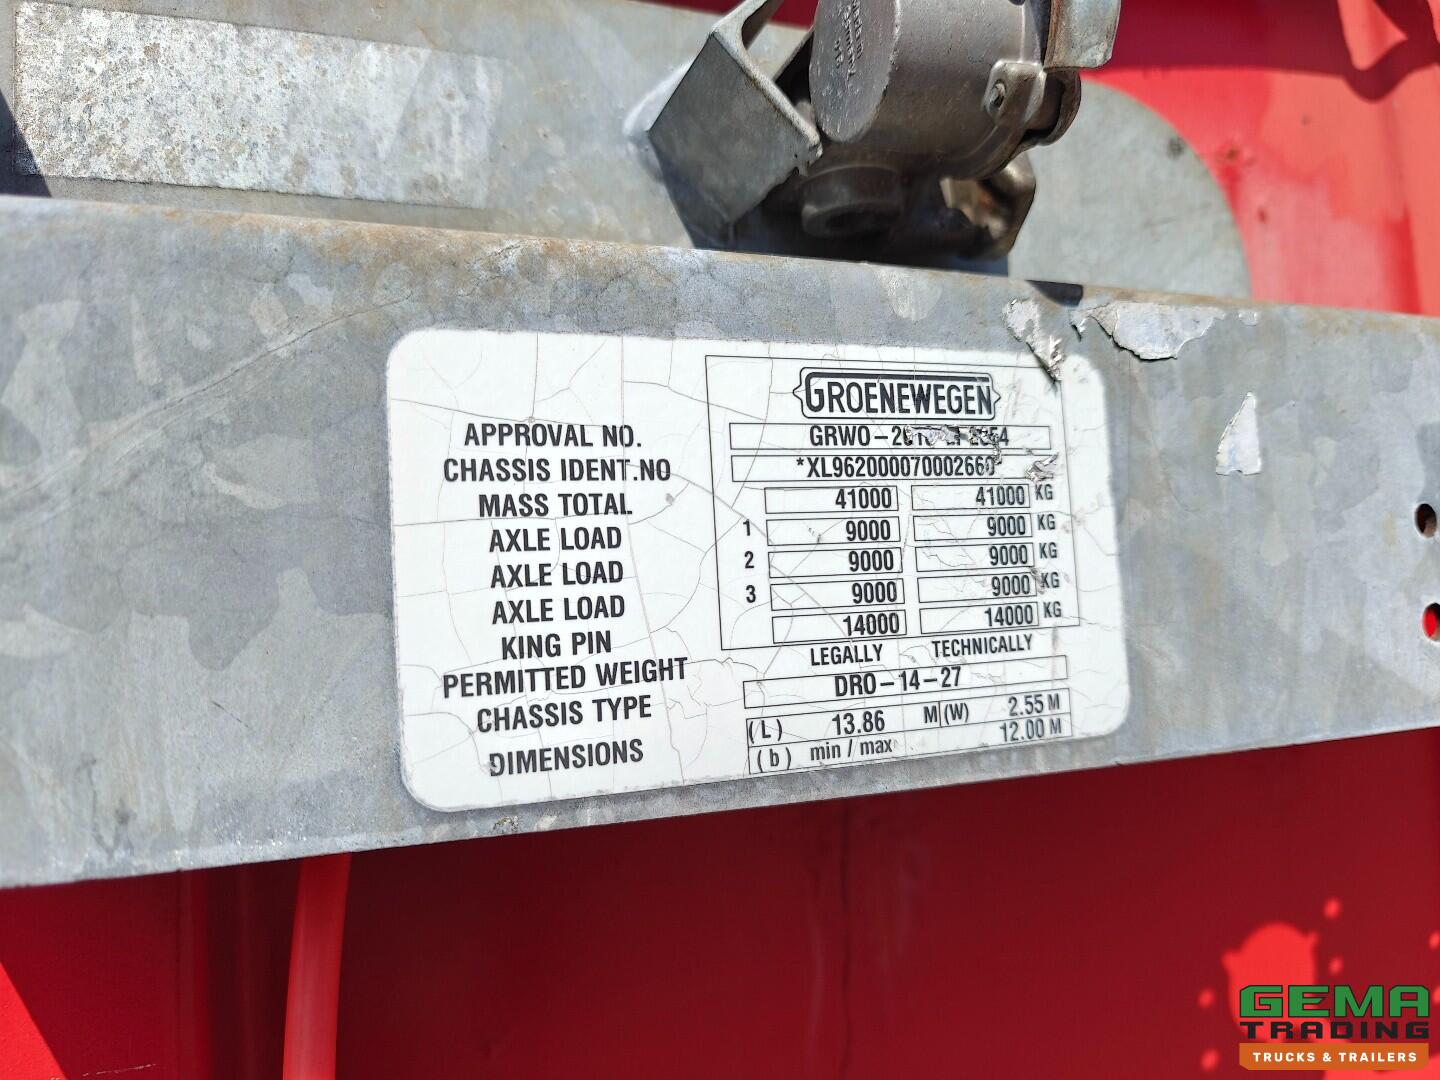 GROENEWEGEN
APPROVAL NO.
CHASSIS IDENT.NO *XL962000070002660
MASS TOTAL 41000 41000 KG
AXLE LOAD 1 9000 9000 KG
AXLE LOAD 2 9000 9000 KG
AXLE LOAD 3 9000 9000 KG
KING PIN 14000 14000 KG
PERMITTED WEIGHT LEGALLY TECHNICALLY
CHASSIS TYPE DRO-14-27
DIMENSIONS (L) 13.86 M (W) 2.55 M
(b) min / max 12.00 M
GEMA
TRADING
TRUCKS & TRAILERS